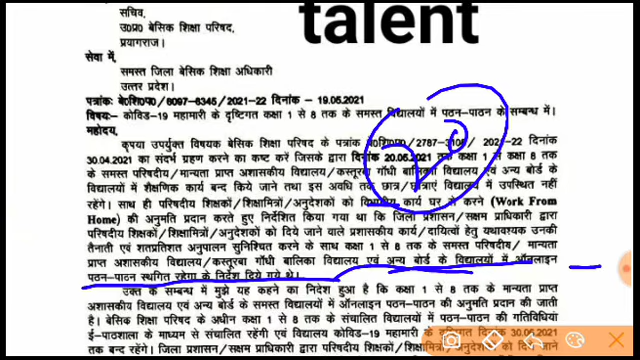 talent
सचिव,
उ0प्र0 बेसिक शिक्षा परिषद,
प्रयागराज।
सेवा में,
समस्त जिला बेसिक शिक्षा अधिकारी
उत्तर प्रदेश।
पत्रांकः बे0शि0प0/8097-6345/2021-22 दिनांक - 19.05.2021
विषयः- कोविड-19 महामारी के दृष्टिगत कक्षा 1 से 8 तक के समस्त विद्यालयों में पठन-पाठन के सम्बन्ध में।
महोदय,
कृपया उपर्युक्त विषयक बेसिक शिक्षा परिषद के पत्रांक बे0शि0प0/ 2787- / 2021-22 दिनांक
30.04.2021 का संदर्भ ग्रहण करने का कष्ट करें जिसके द्वारा दिनांक 20.05.2021 तक कक्षा 1 से कक्षा 8 तक
के समस्त परिषदीय/मान्यता प्राप्त अशासकीय विद्यालय/कस्तूरबा गाँधी बालिका विद्यालय एवं अन्य बोर्ड के
विद्यालयों में शैक्षणिक कार्य बन्द किये जाने तथा इस अवधि तक छात्र/छात्राएं विद्यालय में उपस्थित नहीं
रहेंगे। साथ ही परिषदीय शिक्षकों/शिक्षामित्रों/अनुदेशकों को कार्य घर से करने (Work From
Home) की अनुमति प्रदान करते हुए निर्देशित किया गया था कि जिला प्रशासन/सक्षम प्राधिकारी द्वारा
परिषदीय शिक्षकों/शिक्षामित्रों/अनुदेशकों को दिये जाने वाले प्रशासकीय कार्य/दायित्वों हेतु यथावश्यक उनकी
तैनाती एवं शतप्रतिशत अनुपालन सुनिश्चित करने के साथ कक्षा 1 से 8 तक के समस्त परिषदीय/ मान्यता
प्राप्त अशासकीय विद्यालय/कस्तूरबा गाँधी बालिका विद्यालय एवं अन्य बोर्ड के विद्यालयों में ऑनलाइन
पठन-पाठन स्थगित रहेगा के निर्देश दिये गये थे।
उक्त के सम्बन्ध में मुझे यह कहने का निदेश हुआ है कि कक्षा 1 से 8 तक के मान्यता प्राप्त
अशासकीय विद्यालय एवं अन्य बोर्ड के समस्त विद्यालयों में ऑनलाइन पठन-पाठन की अनुमति प्रदान की जाती
है। बेसिक शिक्षा परिषद के अधीन कक्षा 1 से 8 तक के संचालित विद्यालयों में पठन-पाठन की गतिविधियां
ई-पाठशाला के माध्यम से संचालित रहेंगी एवं विद्यालय कोविड-19 महामारी के दृष्टिगत दिनांक 30.06.2021
तक बन्द रहेंगे। जिला प्रशासन/सक्षम प्राधिकारी द्वारा परिषदीय शिक्षकों/शिक्षामित्रों/अनुदेशकों को दिये जाने